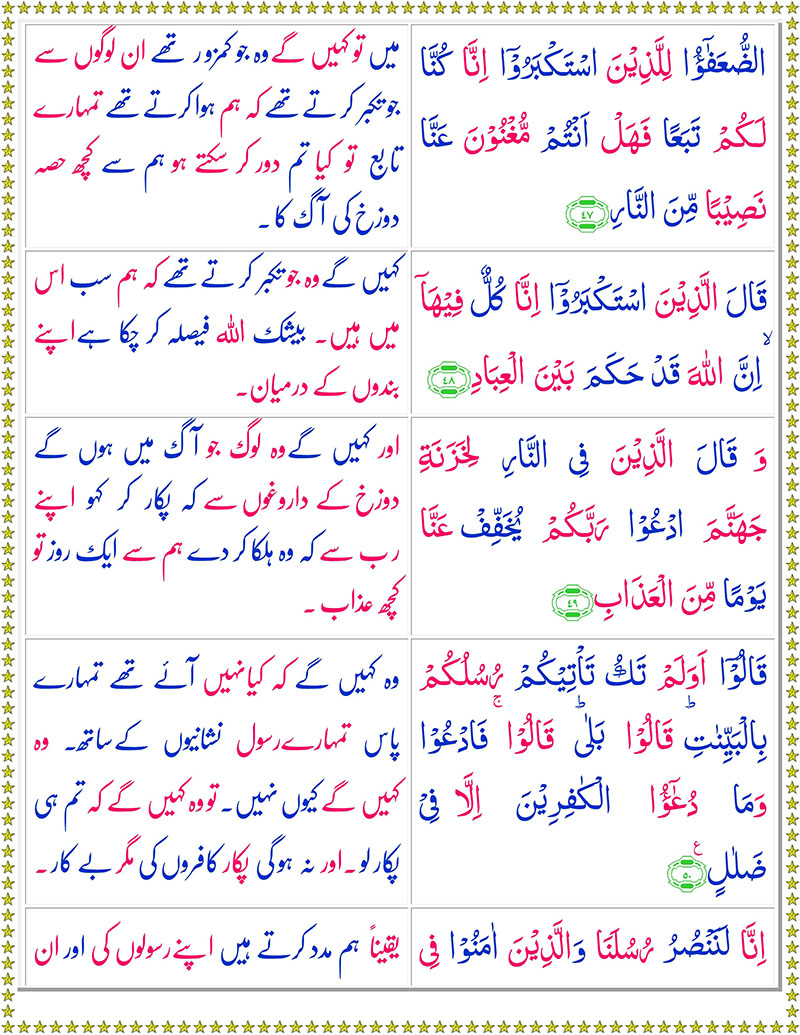 الضُّعَفٰٓؤُا لِلَّذِيْنَ اسْتَكْبَرُوْٓا اِنَّا كُنَّا
لَكُمْ تَبَعًا فَهَلْ اَنْتُمْ مُّغْنُوْنَ عَنَّا
نَصِيْبًا مِّنَ النَّارِ ﴿٤٧﴾
میں تو کہیں گے وہ جو کمزور تھے ان لوگوں سے
جو تکبر کرتے تھے کہ ہم ہوا کرتے تھے تمہارے
تابع تو کیا تم دور کر سکتے ہو ہم سے کچھ حصہ
دوزخ کی آگ کا۔
قَالَ الَّذِيْنَ اسْتَكْبَرُوْٓا اِنَّا كُلٌّ فِيْهَآ ۙ
اِنَّ اللّٰهَ قَدْ حَكَمَ بَيْنَ الْعِبَادِ ﴿٤٨﴾
کہیں گے وہ جو تکبر کرتے تھے کہ ہم سب اس
میں ہیں۔ بیشک اللہ فیصلہ کر چکا ہے اپنے
بندوں کے درمیان۔
وَ قَالَ الَّذِيْنَ فِى النَّارِ لِخَزَنَةِ
جَهَنَّمَ ادْعُوْا رَبَّكُمْ يُخَفِّفْ عَنَّا
يَوْمًا مِّنَ الْعَذَابِ ﴿٤٩﴾
اور کہیں گے وہ لوگ جو آگ میں ہوں گے
دوزخ کے داروغوں سے کہ پکار کر کہو اپنے
رب سے کہ وہ ہلکا کر دے ہم سے ایک روز تو
کچھ عذاب۔
قَالُوْٓا اَوَلَمْ تَكُ تَاْتِيْكُمْ رُسُلُكُمْ
بِالْبَيِّنٰتِ ؕ قَالُوْا بَلٰى ؕ قَالُوْا فَادْعُوْا ۚ
وَمَا دُعٰٓؤُا الْكٰفِرِيْنَ اِلَّا فِىْ
ضَلٰلٍ ﴿٥٠﴾ ع
وہ کہیں گے کہ کیا نہیں آئے تھے تمہارے
پاس تمہارے رسول نشانیوں کے ساتھ۔ وہ
کہیں گے کیوں نہیں۔ تو وہ کہیں گے کہ تم ہی
پکار لو۔ اور نہ ہوگی پکار کافروں کی مگر بے کار۔
اِنَّا لَنَنْصُرُ رُسُلَنَا وَالَّذِيْنَ اٰمَنُوْا فِى
یقیناً ہم مدد کرتے ہیں اپنے رسولوں کی اور ان